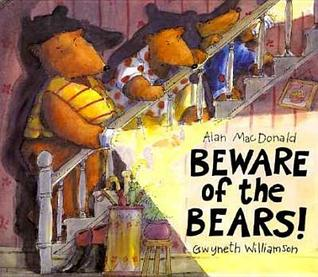 Alan MacDonald
BEWARE
of the
BEARS!
Gwyneth Williamson